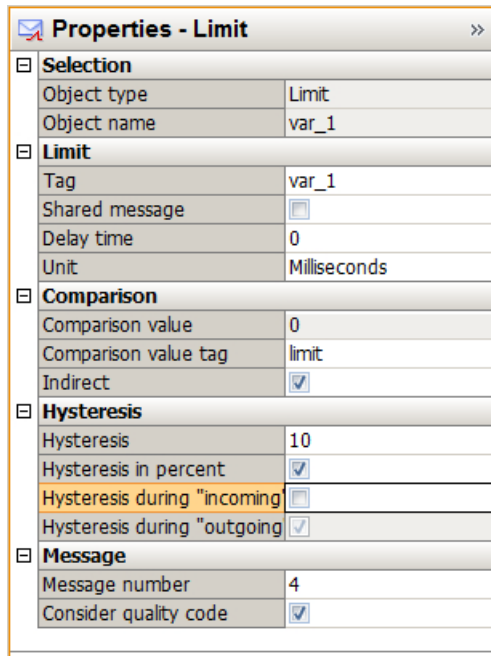 Properties - Limit »
Selection
Object type Limit
Object name var_1
Limit
Tag var_1
Shared message
Delay time 0
Unit Milliseconds
Comparison
Comparison value 0
Comparison value tag limit
Indirect
Hysteresis
Hysteresis 10
Hysteresis in percent
Hysteresis during "incoming"
Hysteresis during "outgoing
Message
Message number 4
Consider quality code